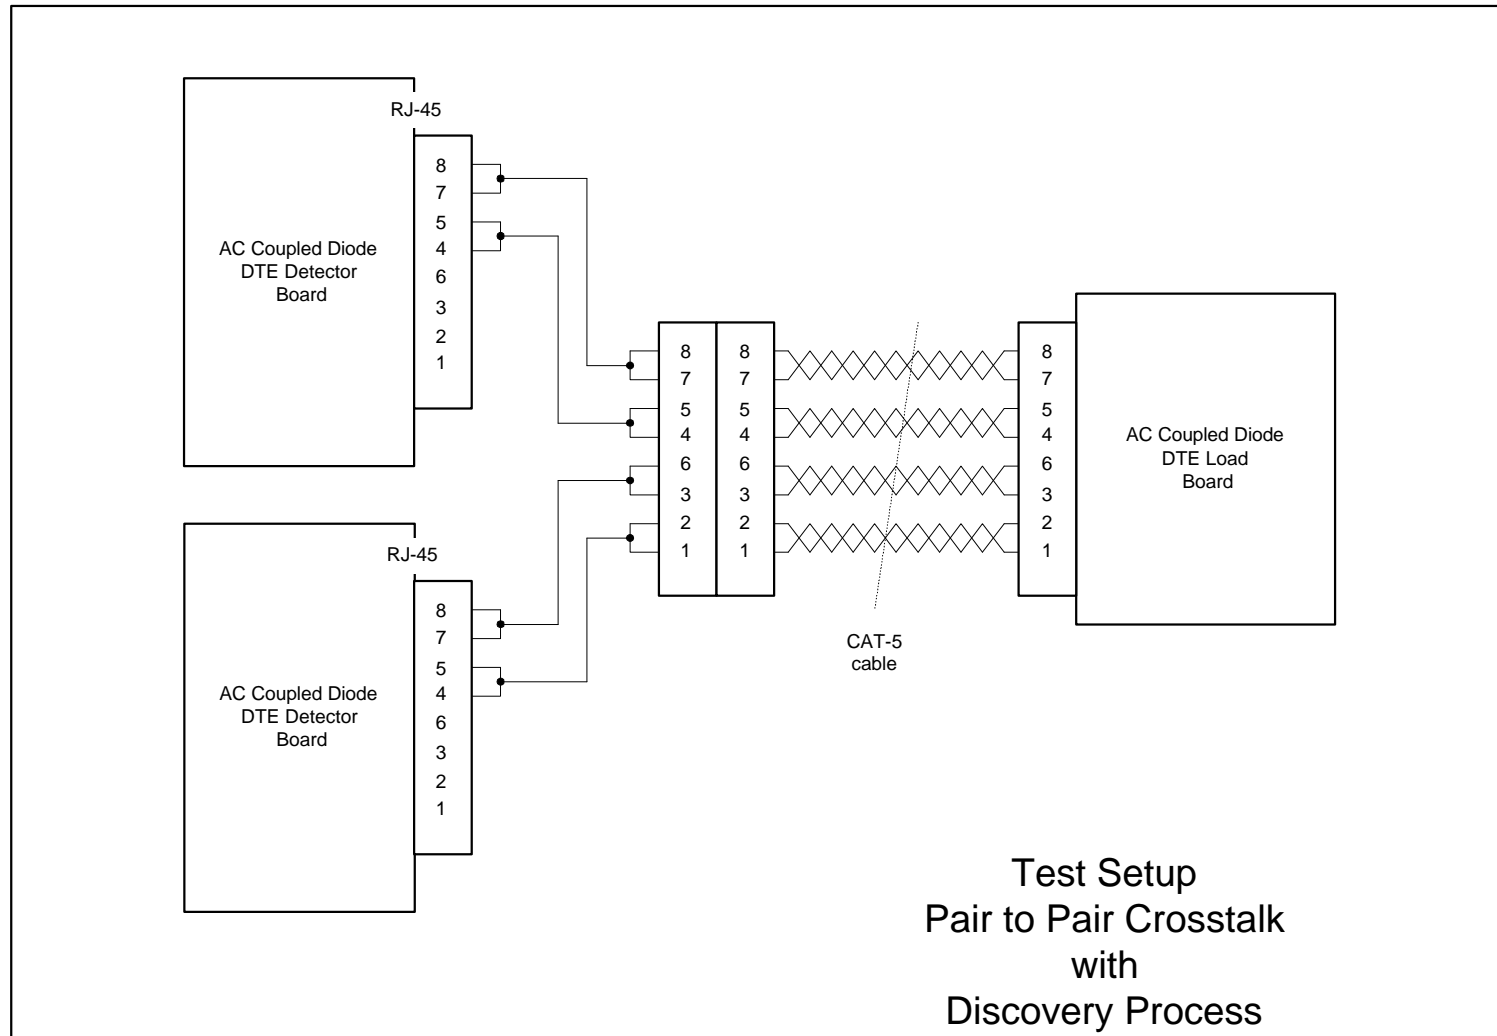 RJ-45
8
7
5
4
6
3
2
1
AC Coupled Diode
DTE Detector
Board
RJ-45
8
7
5
4
6
3
2
1
AC Coupled Diode
DTE Detector
Board
8 8
7 7
5 5
4 4
6 6
3 3
2 2
1 1
CAT-5
cable
8
7
5
4
6
3
2
1
AC Coupled Diode
DTE Load
Board
Test Setup
Pair to Pair Crosstalk
with
Discovery Process